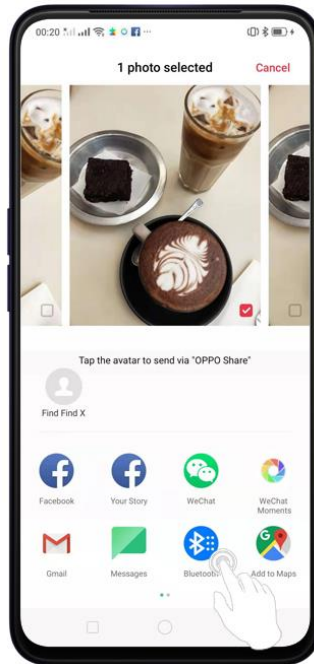 00:20
1 photo selected
Cancel
Tap the avatar to send via "OPPO Share"
Find Find X
Facebook
Your Story
WeChat
WeChat
Moments
Gmail
Messages
Bluetooth
Add to Maps